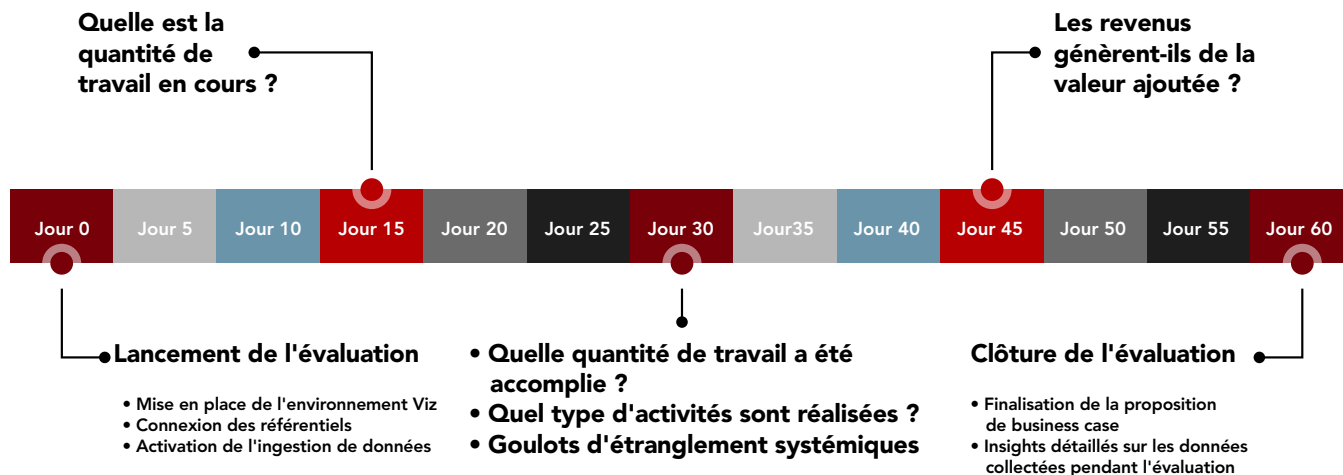 Quelle est la
quantité de
travail en cours ?
Les revenus
génèrent-ils de la
valeur ajoutée ?
Jour 0
Jour 5
Jour 10
Jour 15
Jour 20
Jour 25
Jour 30
Jour35
Jour 40
Jour 45
Jour 50
Jour 55
Jour 60
Lancement de l'évaluation
• Mise en place de l'environnement Viz
• Connexion des référentiels
• Activation de l'ingestion de données
• Quelle quantité de travail a été
accomplie ?
• Quel type d'activités sont réalisées ?
• Goulots d'étranglement systémiques
Clôture de l'évaluation
• Finalisation de la proposition
de business case
• Insights détaillés sur les données
collectées pendant l'évaluation